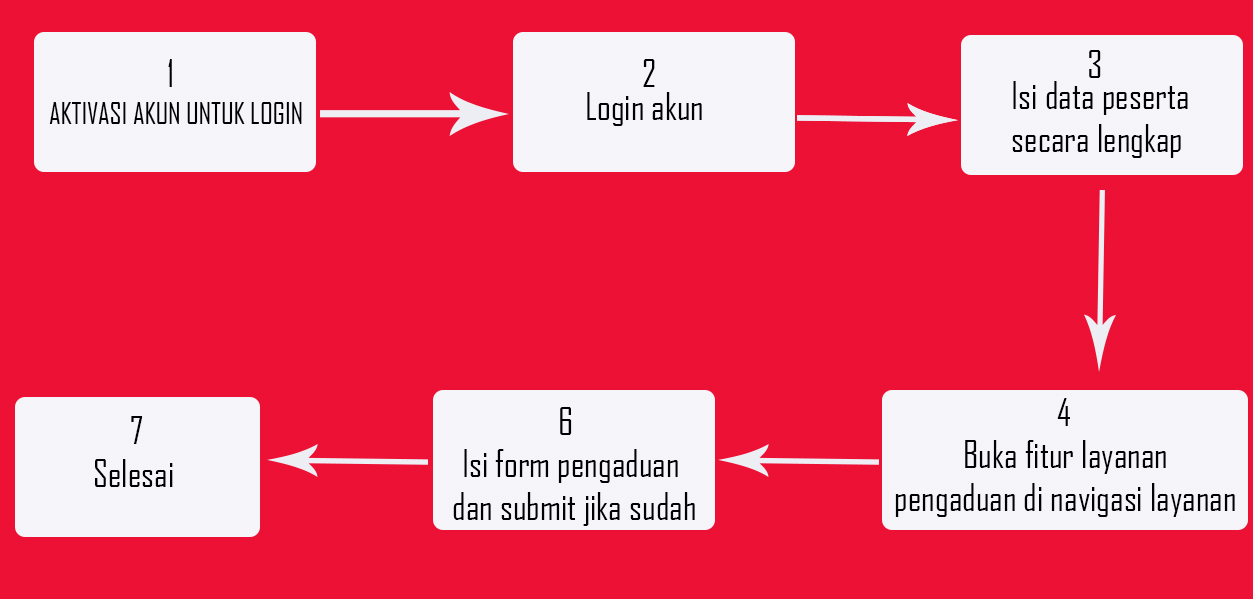 1
AKTIVASI AKUN UNTUK LOGIN
2
Login akun
3
Isi data peserta
secara lengkap
4
Buka fitur layanan
pengaduan di navigasi layanan
6
Isi form pengaduan
dan submit jika sudah
7
Selesai